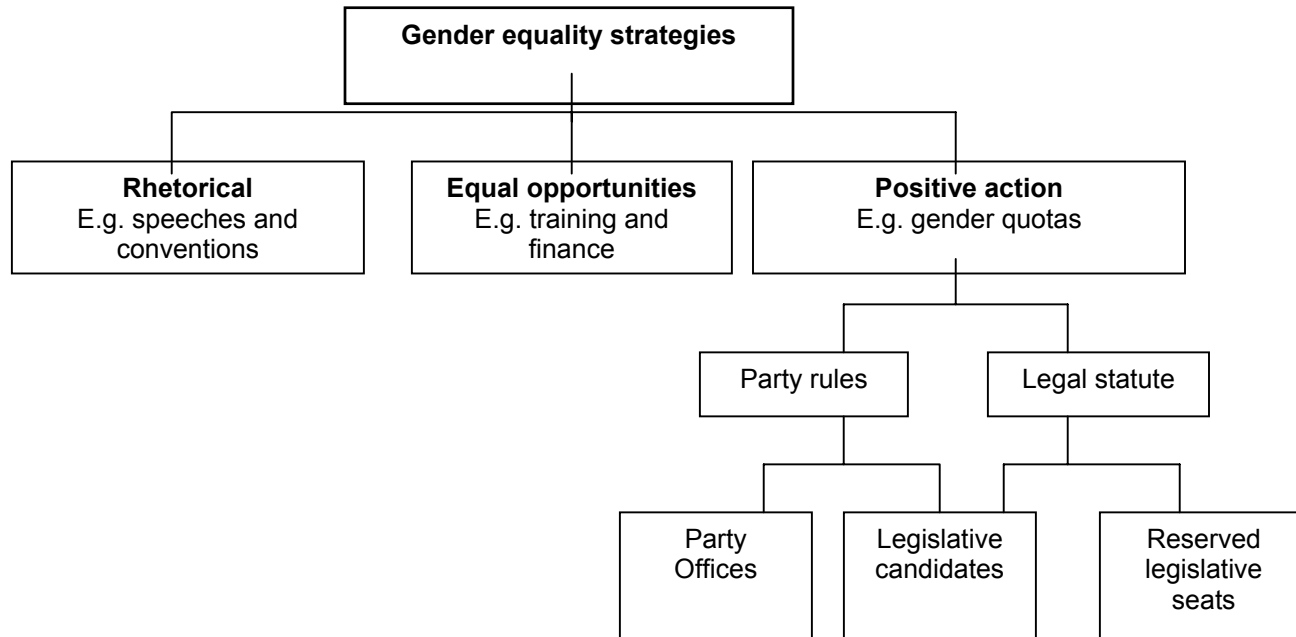 Gender equality strategies
Rhetorical
E.g. speeches and
conventions
Equal opportunities
E.g. training and
finance
Positive action
E.g. gender quotas
Party rules
Legal statute
Party
Offices
Legislative
candidates
Reserved
legislative
seats